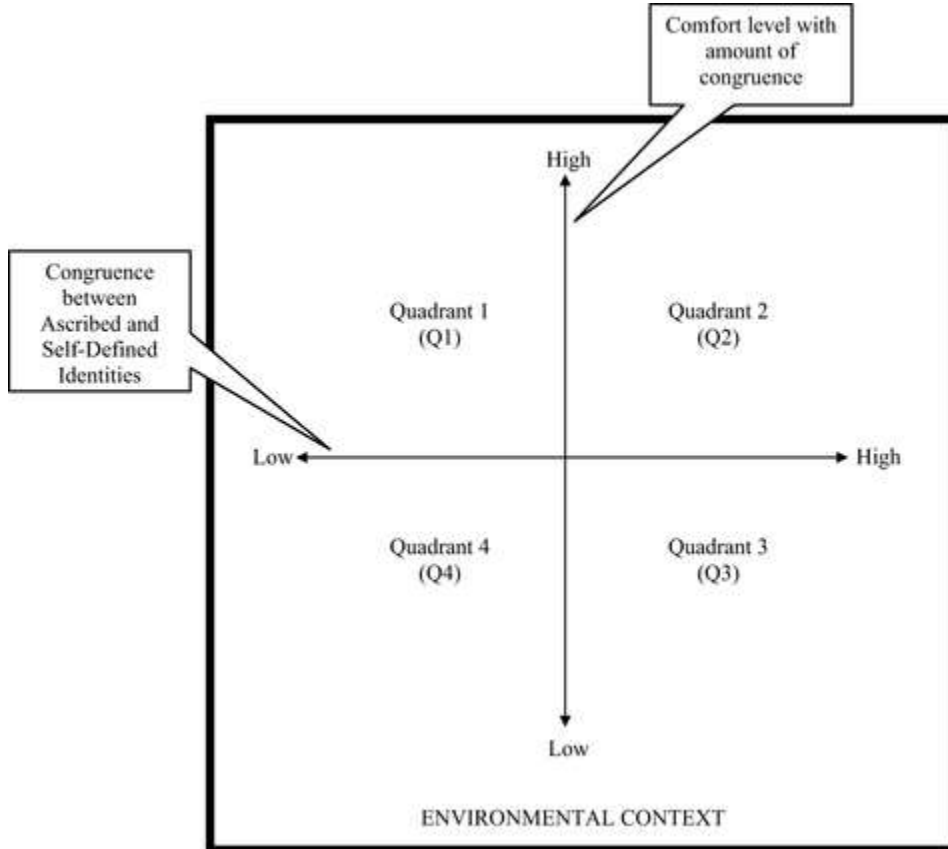 Comfort level with
amount of
congruence
High
Congruence
between
Ascribed and
Self-Defined
Identities
Quadrant 1
(Q1)
Quadrant 2
(Q2)
Low
High
Quadrant 4
(Q4)
Quadrant 3
(Q3)
Low
ENVIRONMENTAL CONTEXT